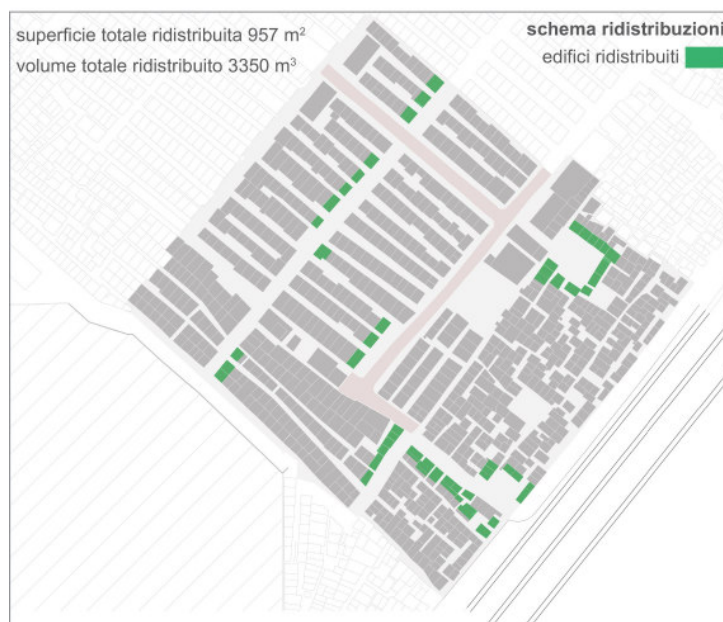 superficie totale ridistribuita 957 m²
volume totale ridistribuito 3350 m³
schema ridistribuzioni
edifici ridistribuiti